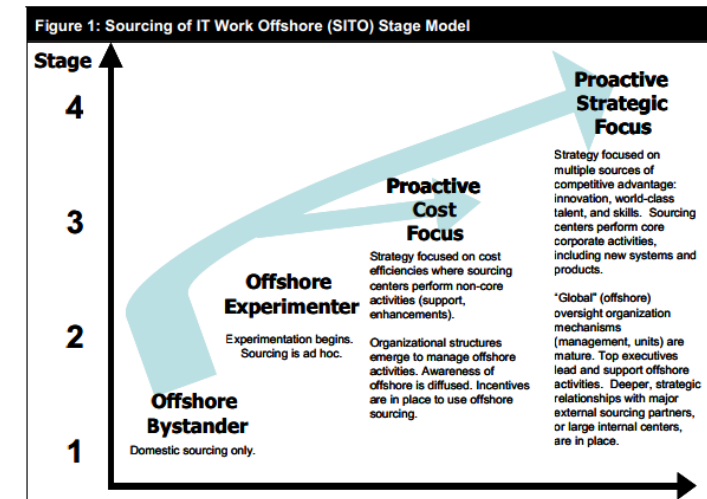 Figure 1: Sourcing of IT Work Offshore (SITO) Stage Model
Stage
4
Proactive
Strategic
Focus
Strategy focused on
multiple sources of
competitive advantage:
innovation, world-class
talent, and skills. Sourcing
centers perform core
corporate activities,
including new systems and
products.
"Global" (offshore)
oversight organization
mechanisms
(management, units) are
mature. Top executives
lead and support offshore
activities. Deeper, strategic
relationships with major
external sourcing partners,
or large internal centers,
are in place.
3
Proactive
Cost
Focus
Strategy focused on cost
efficiencies where sourcing
centers perform non-core
activities (support,
enhancements).
Organizational structures
emerge to manage offshore
activities. Awareness of
offshore is diffused. Incentives
are in place to use offshore
sourcing.
2
Offshore
Experimenter
Experimentation begins.
Sourcing is ad hoc.
1
Offshore
Bystander
Domestic sourcing only.